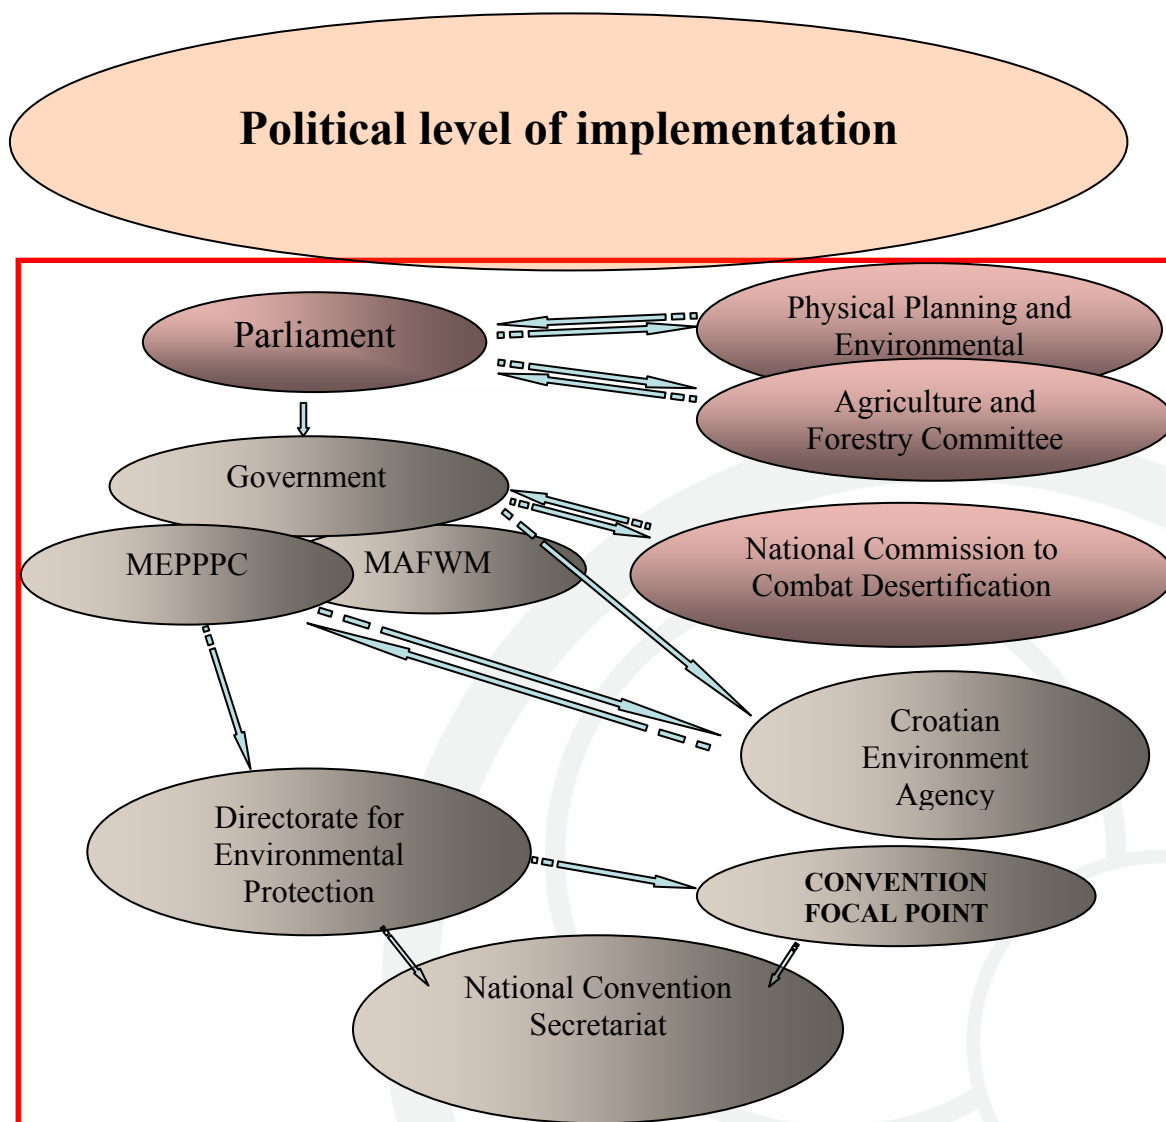 Political level of implementation
Parliament
Physical Planning and
Environmental
Agriculture and
Forestry Committee
Government
MEPPPC
MAFWM
National Commission to
Combat Desertification
Croatian
Environment
Agency
Directorate for
Environmental
Protection
CONVENTION
FOCAL POINT
National Convention
Secretariat